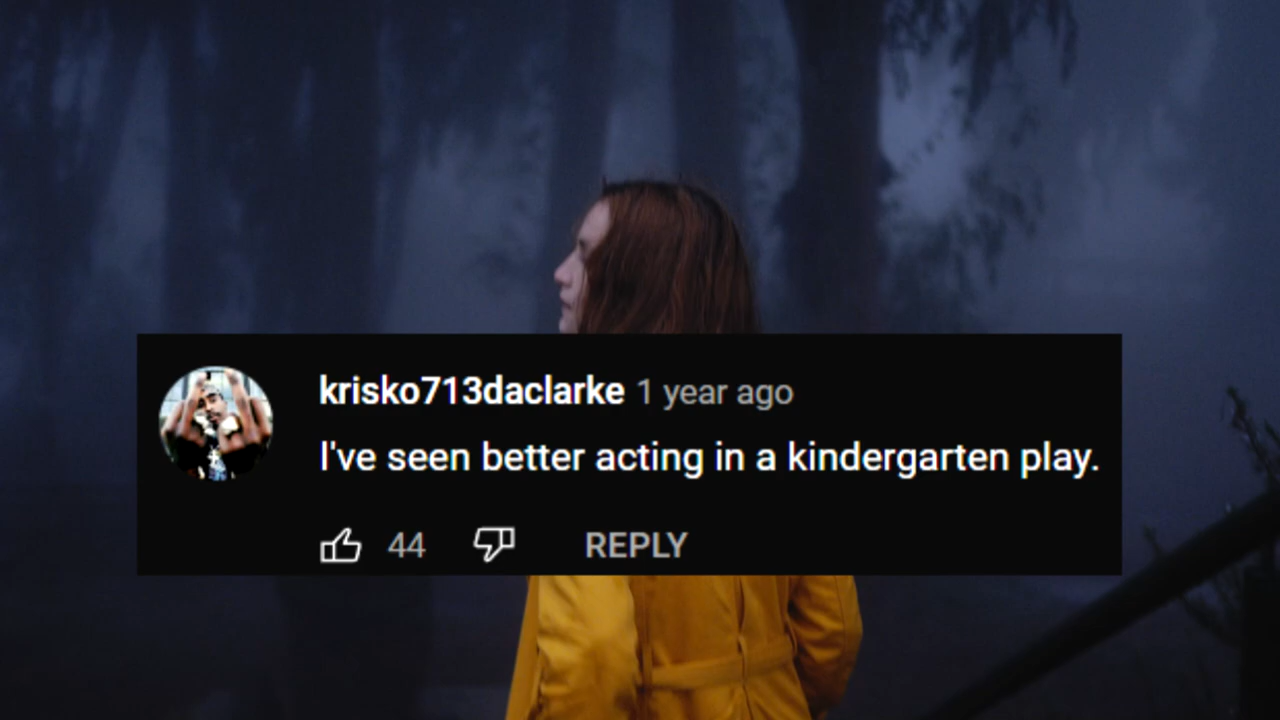 krisko713daclarke 1 year ago
I've seen better acting in a kindergarten play.
44 REPLY